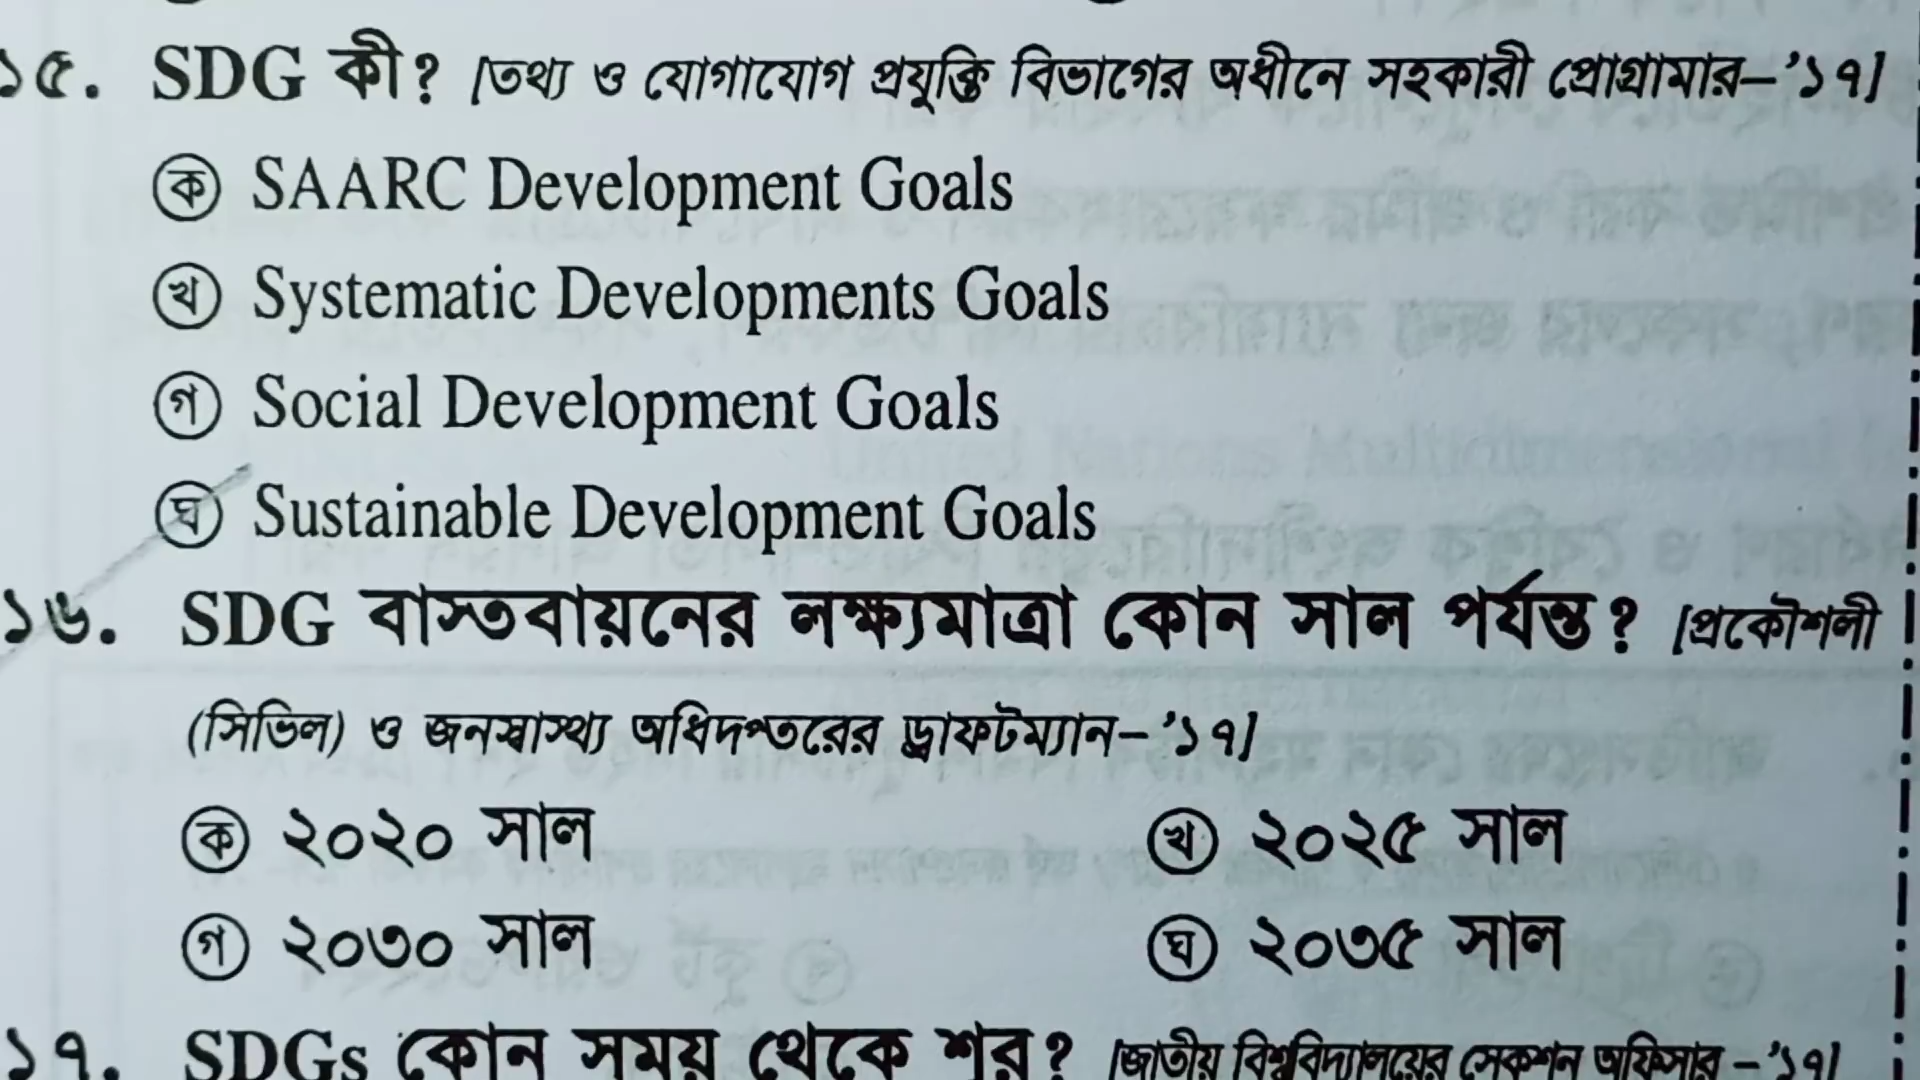 ১৫. SDG কী? [তথ্য ও যোগাযোগ প্রযুক্তি বিভাগের অধীনে সহকারী প্রোগ্রামার–’১৭]
ক SAARC Development Goals
খ Systematic Developments Goals
গ Social Development Goals
ঘ Sustainable Development Goals
১৬. SDG বাস্তবায়নের লক্ষ্যমাত্রা কোন সাল পর্যন্ত? [প্রকৌশলী
(সিভিল) ও জনস্বাস্থ্য অধিদপ্তরের ড্রাফটম্যান–’১৭]
ক ২০২০ সাল খ ২০২৫ সাল
গ ২০৩০ সাল ঘ ২০৩৫ সাল
১৭. SDGs কোন সময় থেকে শুরু? [জাতীয় বিশ্ববিদ্যালয়ের সেকশন অফিসার –’১৭]